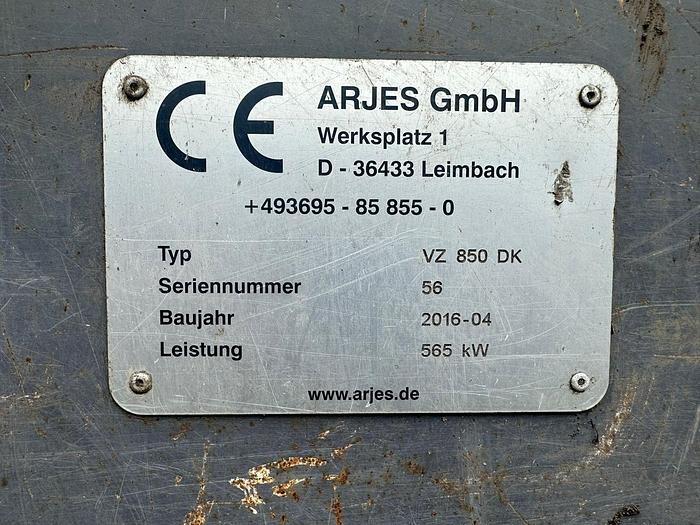 CE ARJES GmbH
Werksplatz 1
D - 36433 Leimbach
+493695 - 85 855 - 0
Typ VZ 850 DK
Seriennummer 56
Baujahr 2016-04
Leistung 565 kW
www.arjes.de